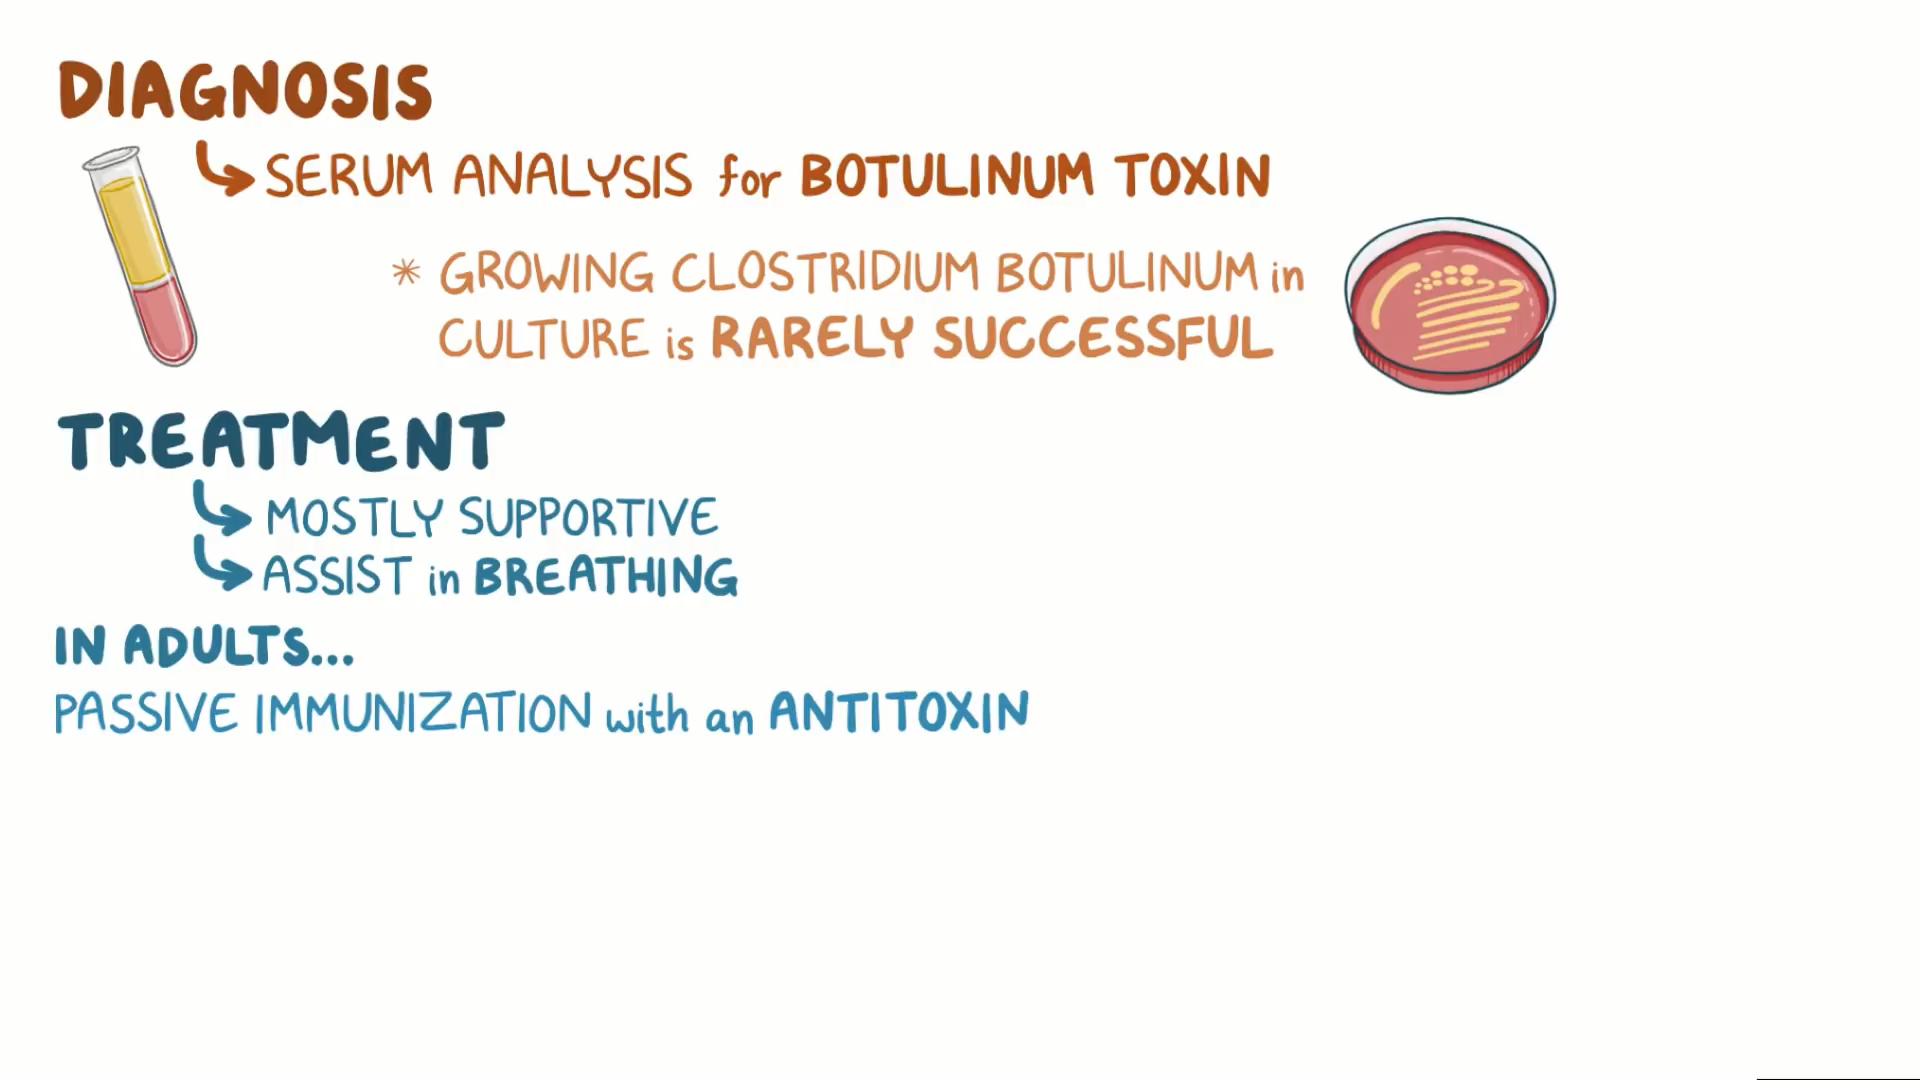 DIAGNOSIS
SERUM ANALYSIS for BOTULINUM TOXIN
* GROWING CLOSTRIDIUM BOTULINUM in
CULTURE is RARELY SUCCESSFUL
TREATMENT
MOSTLY SUPPORTIVE
ASSIST in BREATHING
IN ADULTS...
PASSIVE IMMUNIZATION with an ANTITOXIN